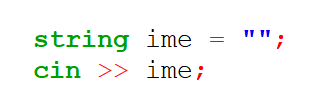 string ime = "";
cin >> ime;